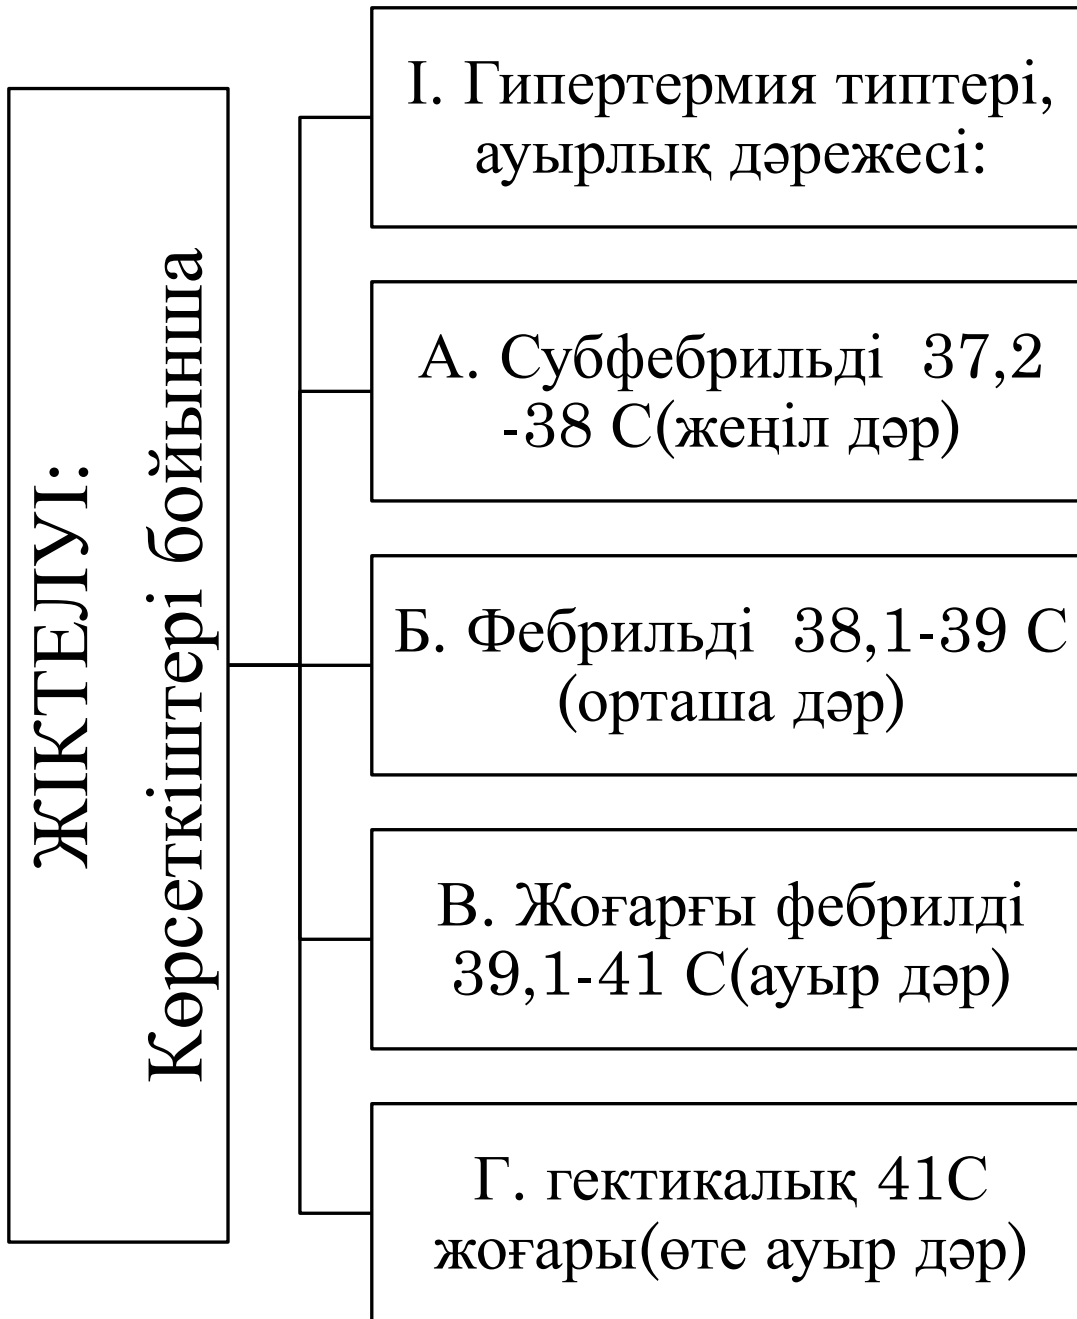 ЖІКТЕЛУІ:
Көрсеткіштері бойынша
І. Гипертермия типтері,
ауырлық дәрежесі:
А. Субфебрильді  37,2
-38 С(жеңіл дәр)
Б. Фебрильді  38,1-39 С
(орташа дәр)
В. Жоғарғы фебрилді
39,1-41 С(ауыр дәр)
Г. гектикалық 41С
жоғары(өте ауыр дәр)